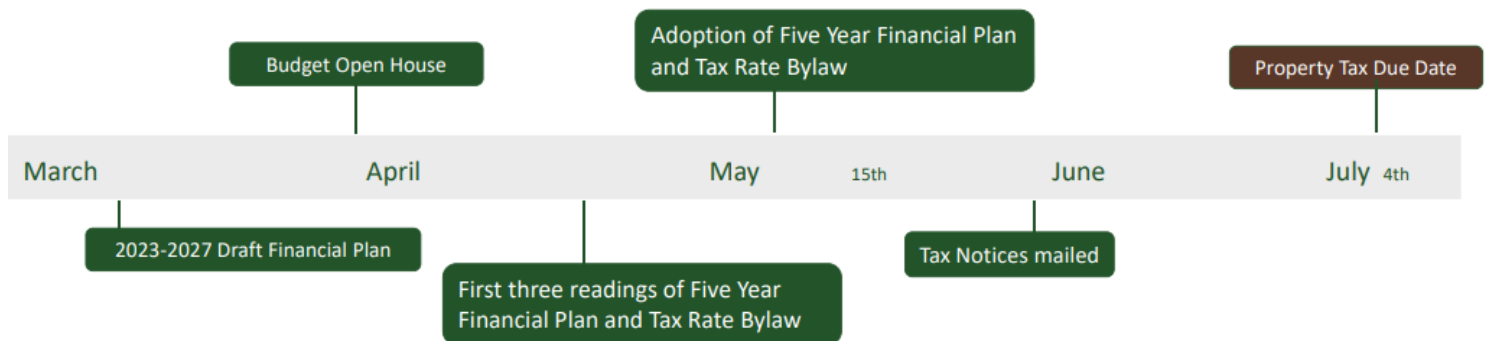 Adoption of Five Year Financial Plan
and Tax Rate Bylaw
Budget Open House
Property Tax Due Date
March
April
May
15th
June
July 4th
2023-2027 Draft Financial Plan
Tax Notices mailed
First three readings of Five Year
Financial Plan and Tax Rate Bylaw